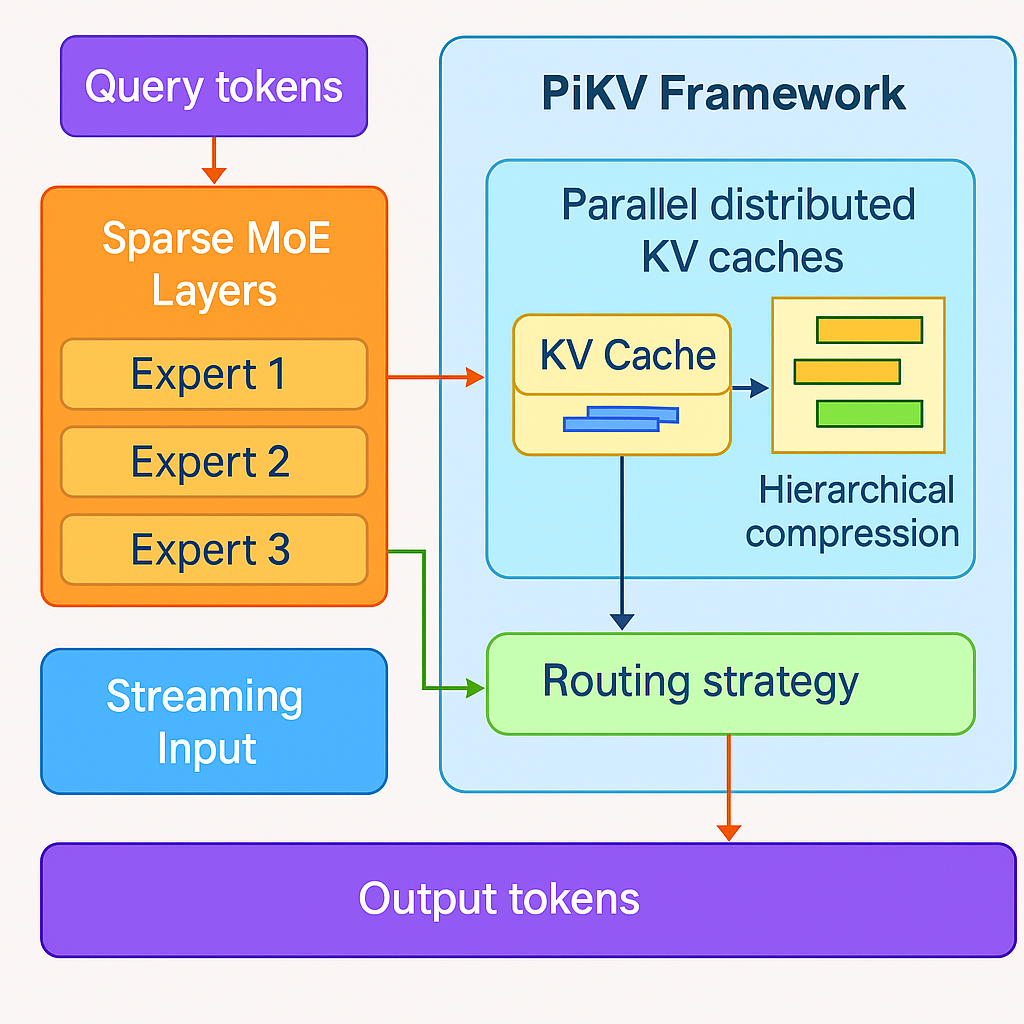 Query tokens
Sparse MoE
Layers
Expert 1
Expert 2
Expert 3
Streaming
Input
PiKV Framework
Parallel distributed
KV caches
KV Cache
Hierarchical
compression
Routing strategy
Output tokens